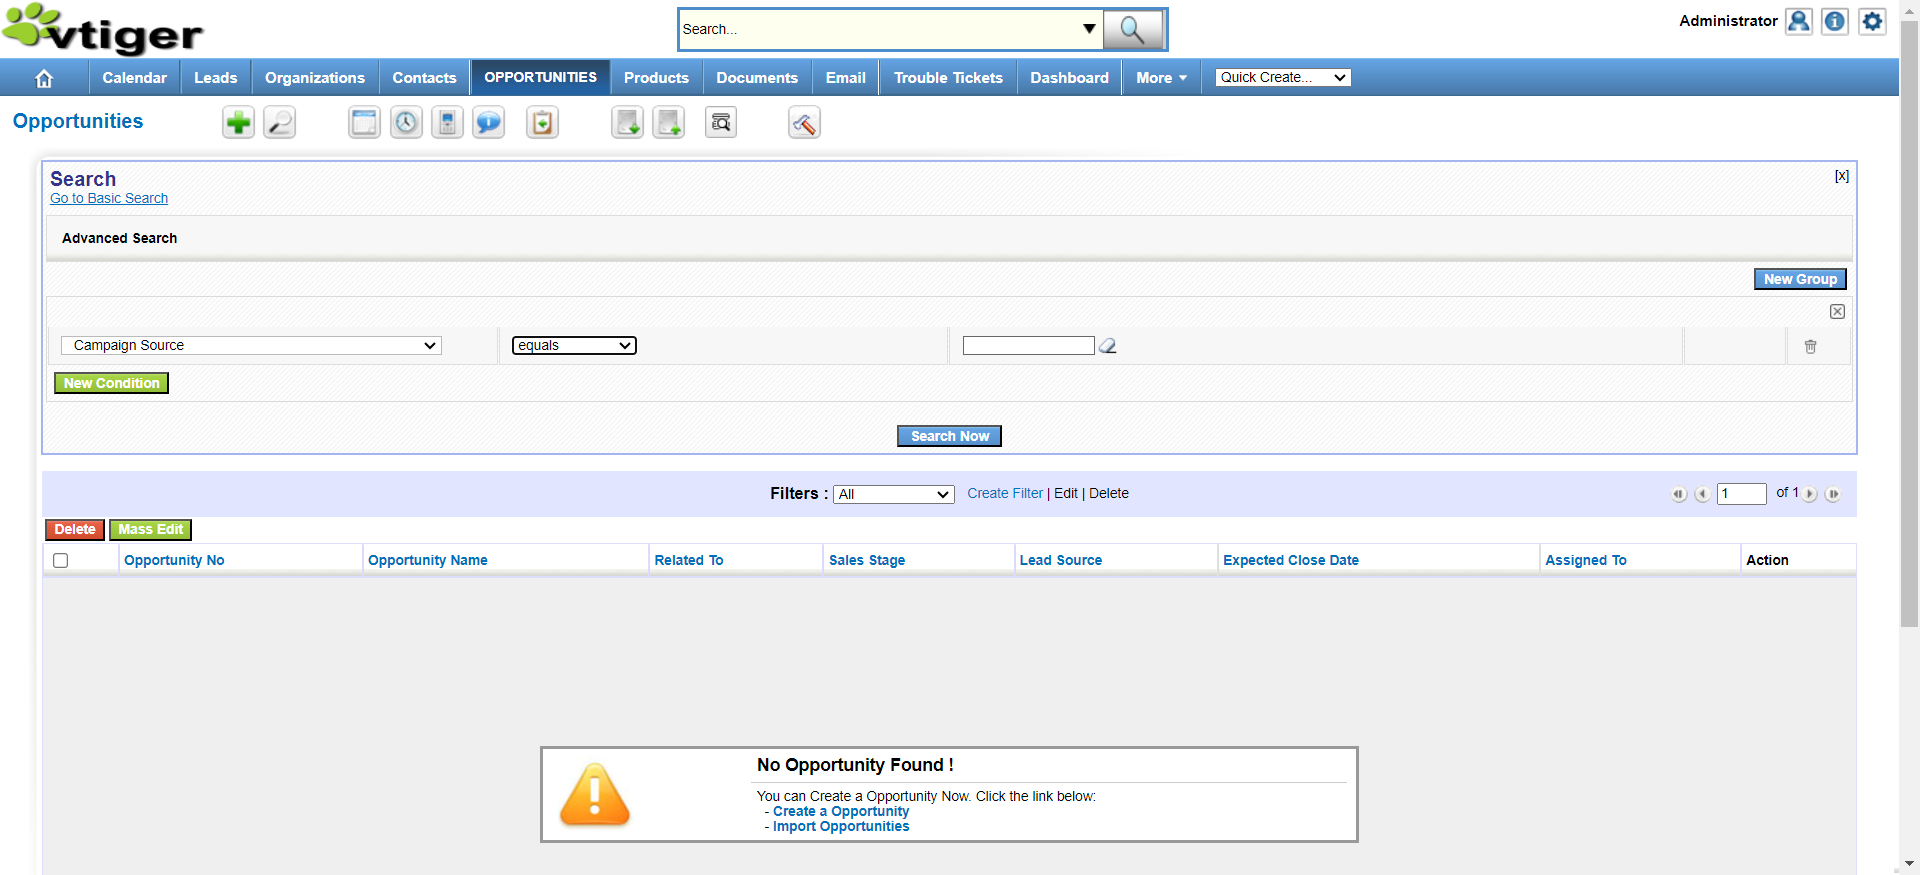 vtiger
Search...
Administrator
Calendar
Leads
Organizations
Contacts
OPPORTUNITIES
Products
Documents
Email
Trouble Tickets
Dashboard
More
Quick Create...
Opportunities
Search
[x]
Go to Basic Search
Advanced Search
New Group
Campaign Source
equals
New Condition
Search Now
Filters : All Create Filter | Edit | Delete
1 of 1
Delete
Mass Edit
Opportunity No
Opportunity Name
Related To
Sales Stage
Lead Source
Expected Close Date
Assigned To
Action
No Opportunity Found !
You can Create a Opportunity Now. Click the link below:
- Create a Opportunity
- Import Opportunities